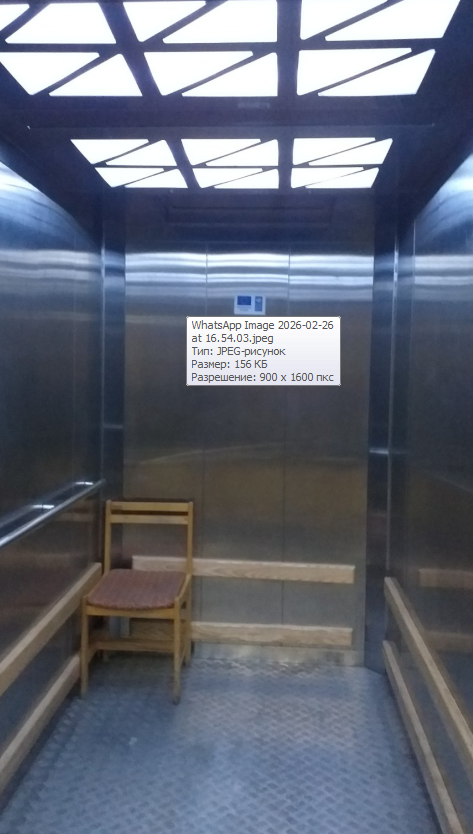 WhatsApp Image 2026-02-26
at 16.54.03.jpeg
Тип: JPEG-рисунок
Размер: 156 КБ
Разрешение: 900 x 1600 пкс